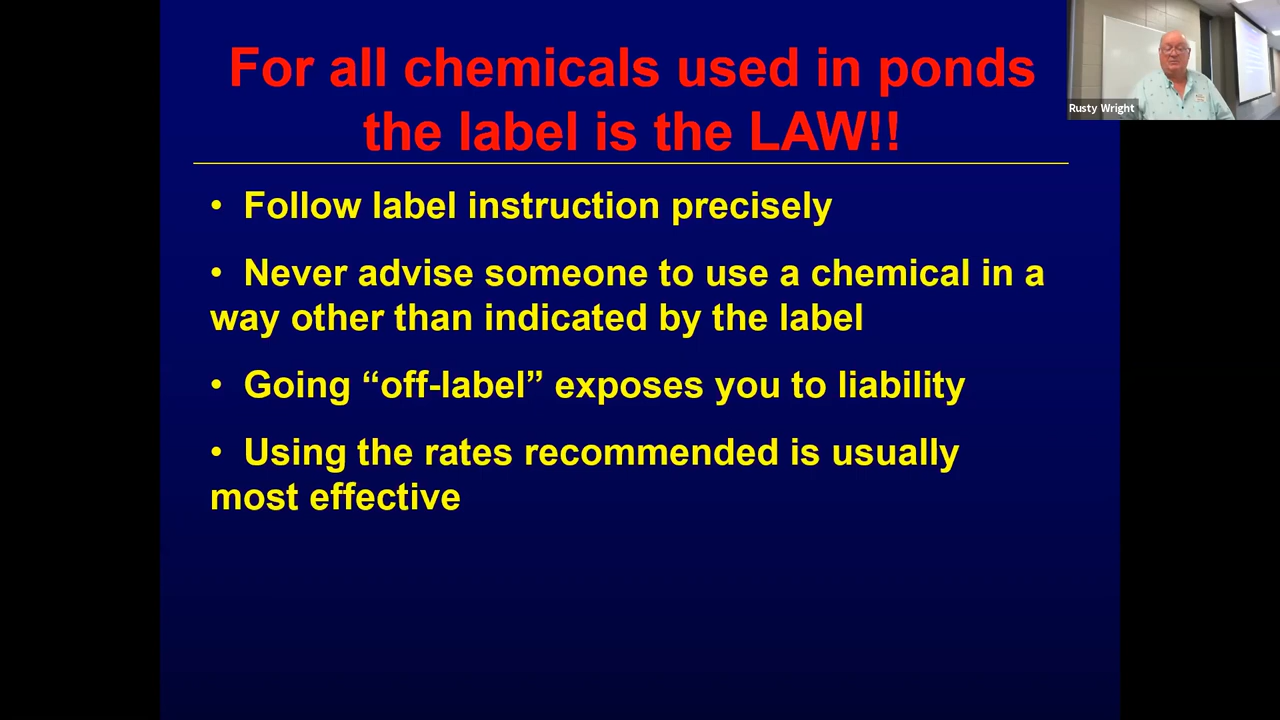 For all chemicals used in ponds
the label is the LAW!!
• Follow label instruction precisely
• Never advise someone to use a chemical in a
way other than indicated by the label
• Going “off-label” exposes you to liability
• Using the rates recommended is usually
most effective
Rusty Wright